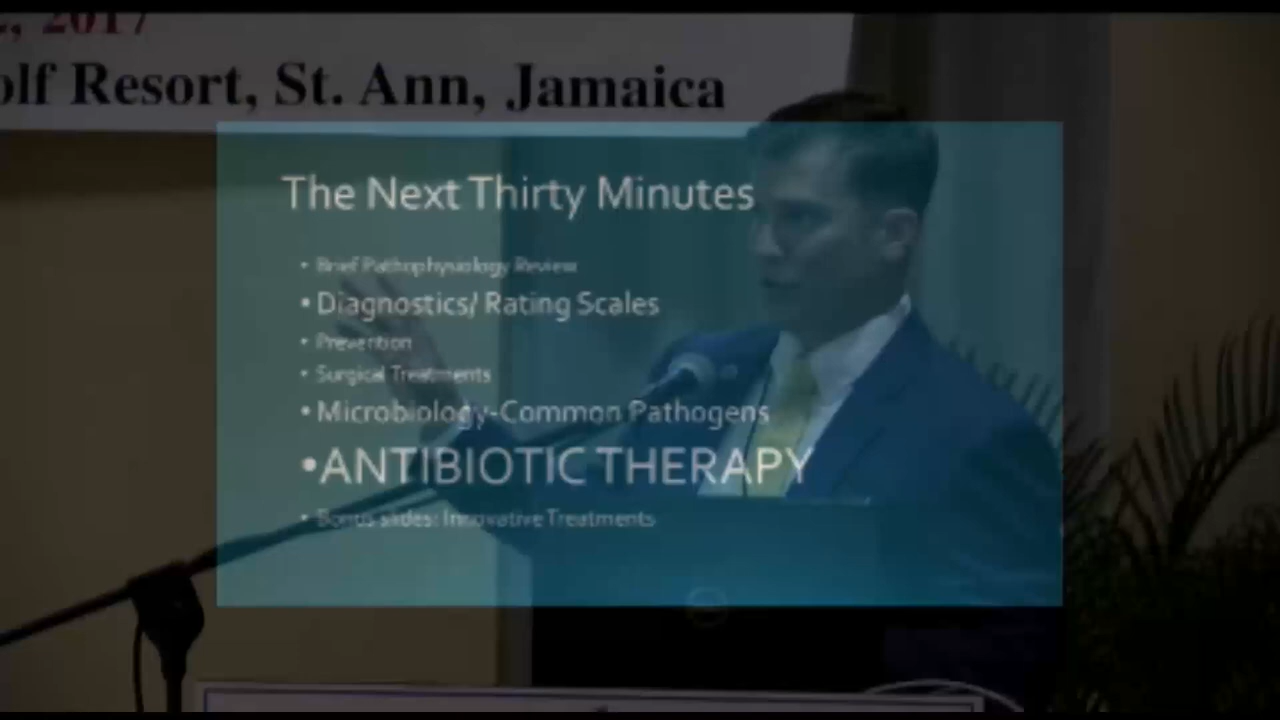 , 2017
olf Resort, St. Ann, Jamaica
The Next Thirty Minutes
• Brief Pathophysiology Review
• Diagnostics/ Rating Scales
• Prevention
• Surgical Treatments
• Microbiology-Common Pathogens
•ANTIBIOTIC THERAPY
• Bonus slides: Innovative Treatments